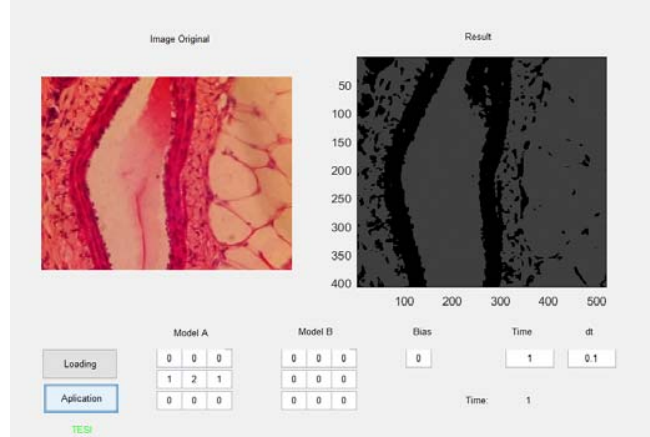 Image Original
Result
50
100
150
200
250
300
350
400
100 200 300 400 500
Model A
Model B
Bias
Time
dt
Loading
Aplication
TESI
0 0 0
1 2 1
0 0 0
0 0 0
0 0 0
0 0 0
0
1
0.1
Time: 1